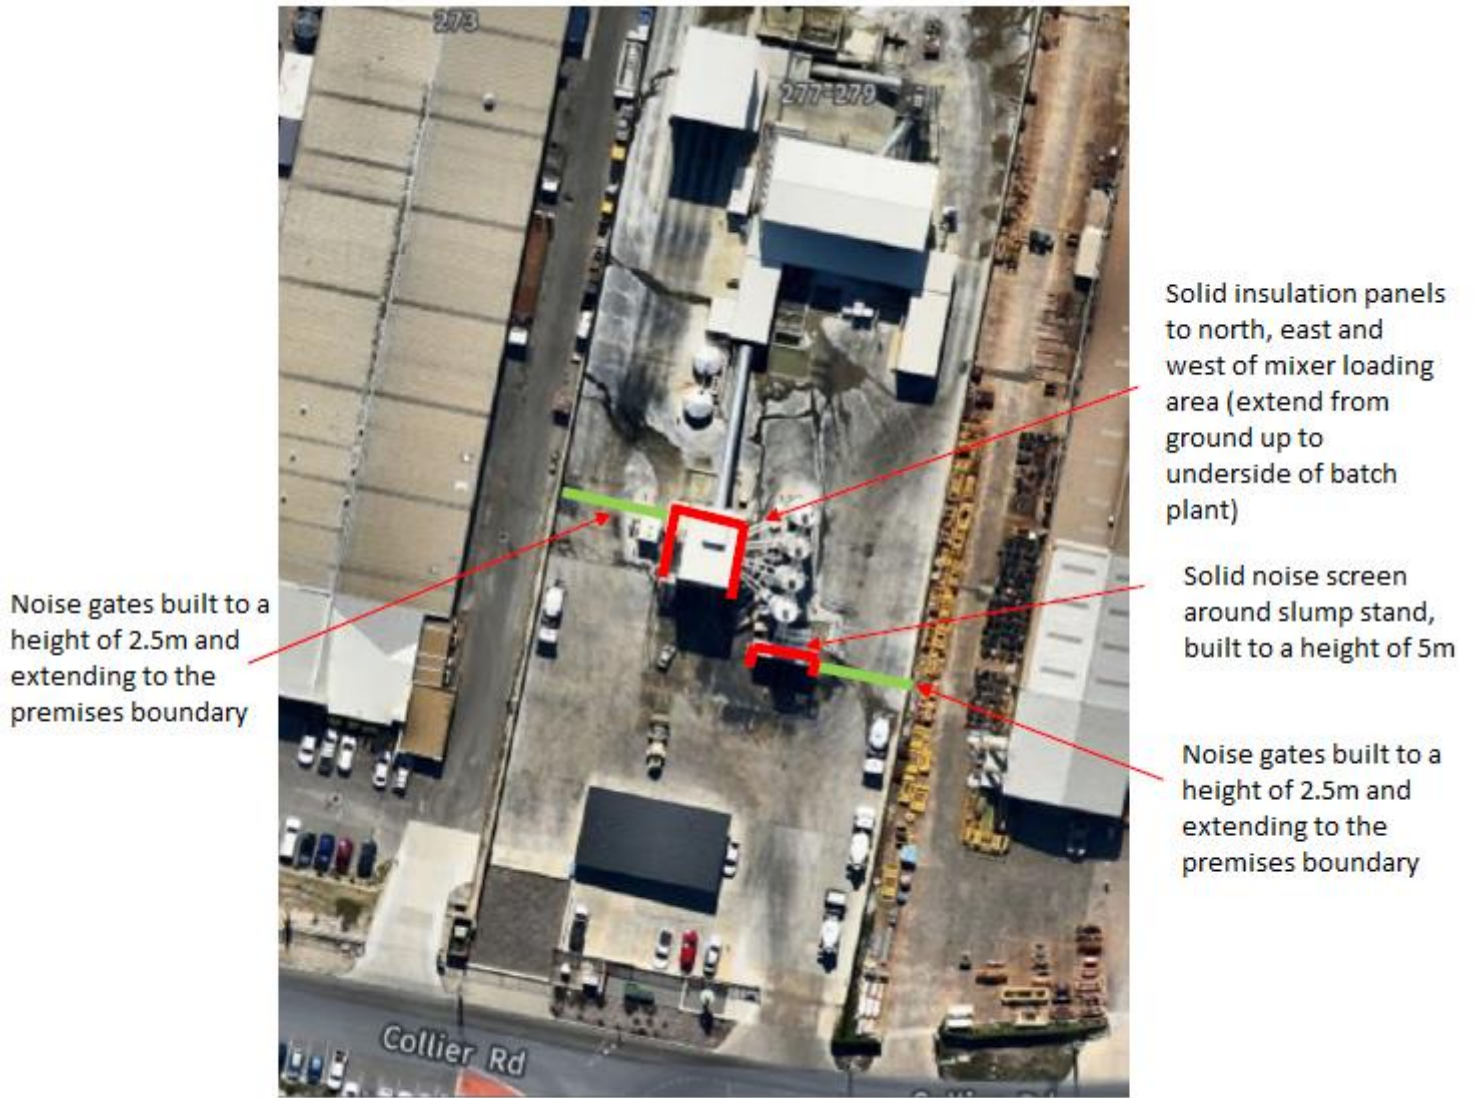 273
277-279
Solid insulation panels
to north, east and
west of mixer loading
area (extend from
ground up to
underside of batch
plant)
Solid noise screen
around slump stand,
built to a height of 5m
Noise gates built to a
height of 2.5m and
extending to the
premises boundary
Noise gates built to a
height of 2.5m and
extending to the
premises boundary
Collier Rd